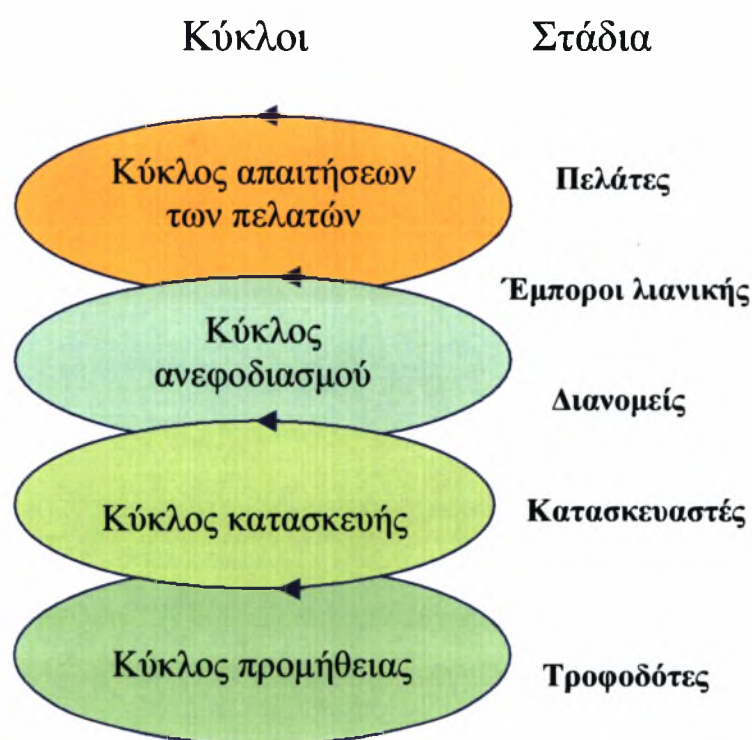 Κύκλοι Στάδια
Κύκλος απαιτήσεων
των πελατών
Πελάτες
Έμποροι λιανικής
Κύκλος
ανεφοδιασμού
Διανομείς
Κύκλος κατασκευής
Κατασκευαστές
Κύκλος προμήθειας
Τροφοδότες